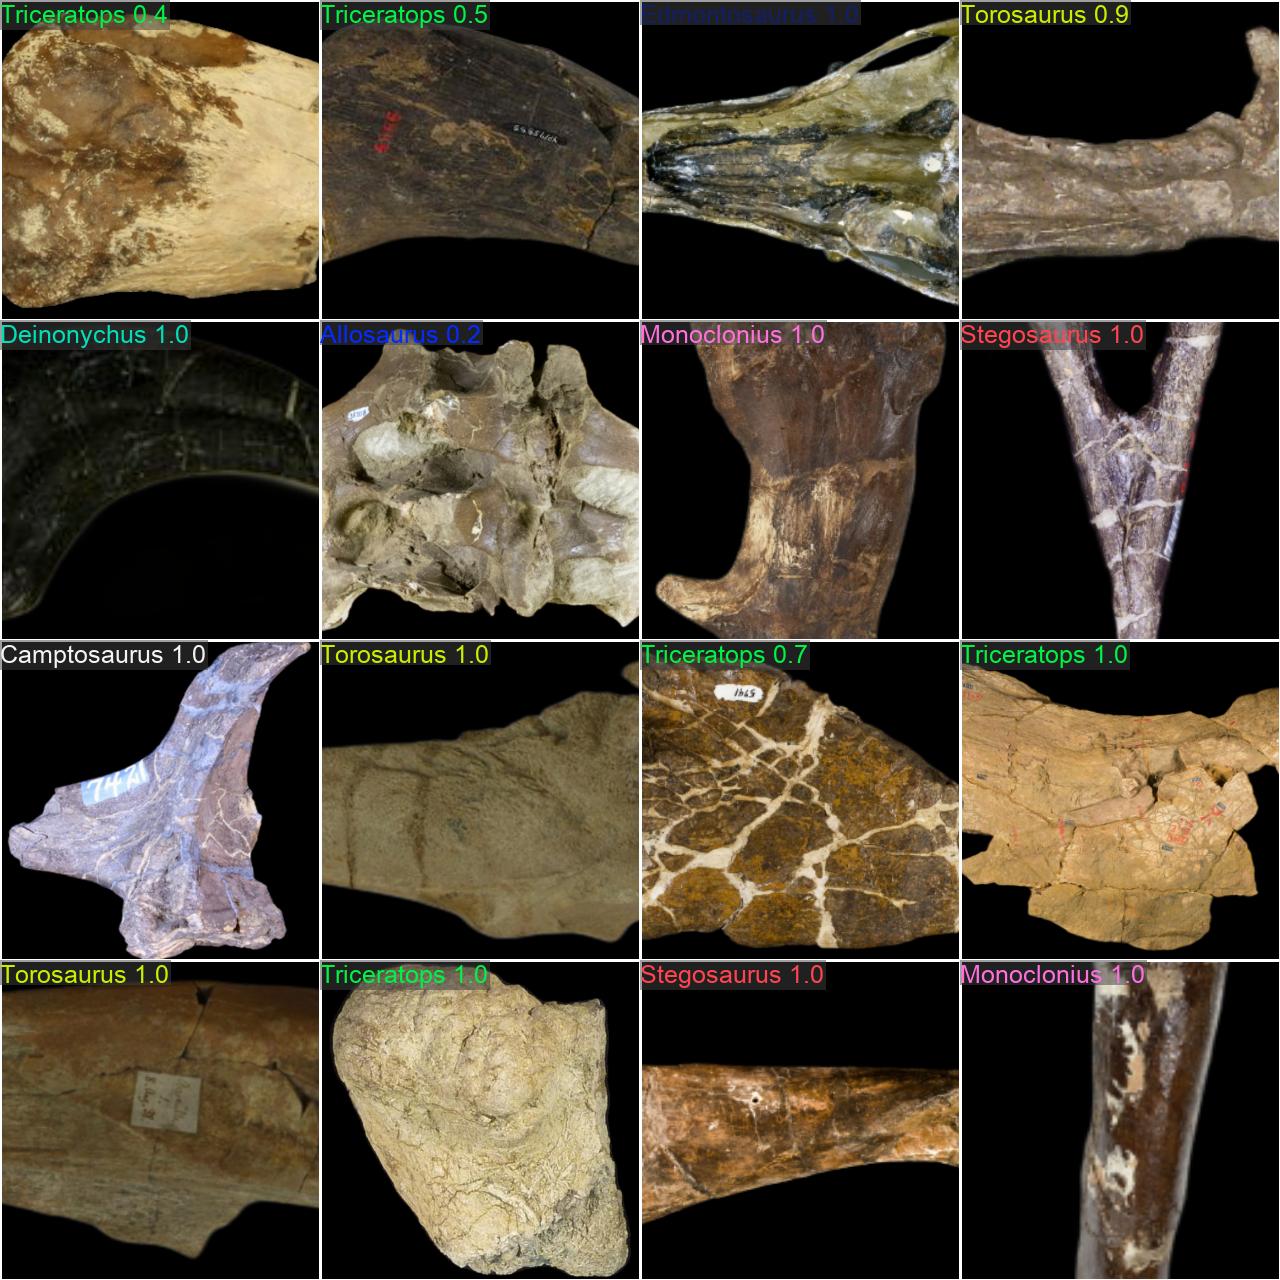 Triceratops 0.4
Triceratops 0.5
Edmontosaurus 1.0
Torosaurus 0.9
Deinonychus 1.0
Allosaurus 0.2
Monoclonius 1.0
Stegosaurus 1.0
Camptosaurus 1.0
7421
Torosaurus 1.0
Triceratops 0.7
5941
Triceratops 1.0
Torosaurus 1.0
Triceratops 1.0
Stegosaurus 1.0
Monoclonius 1.0